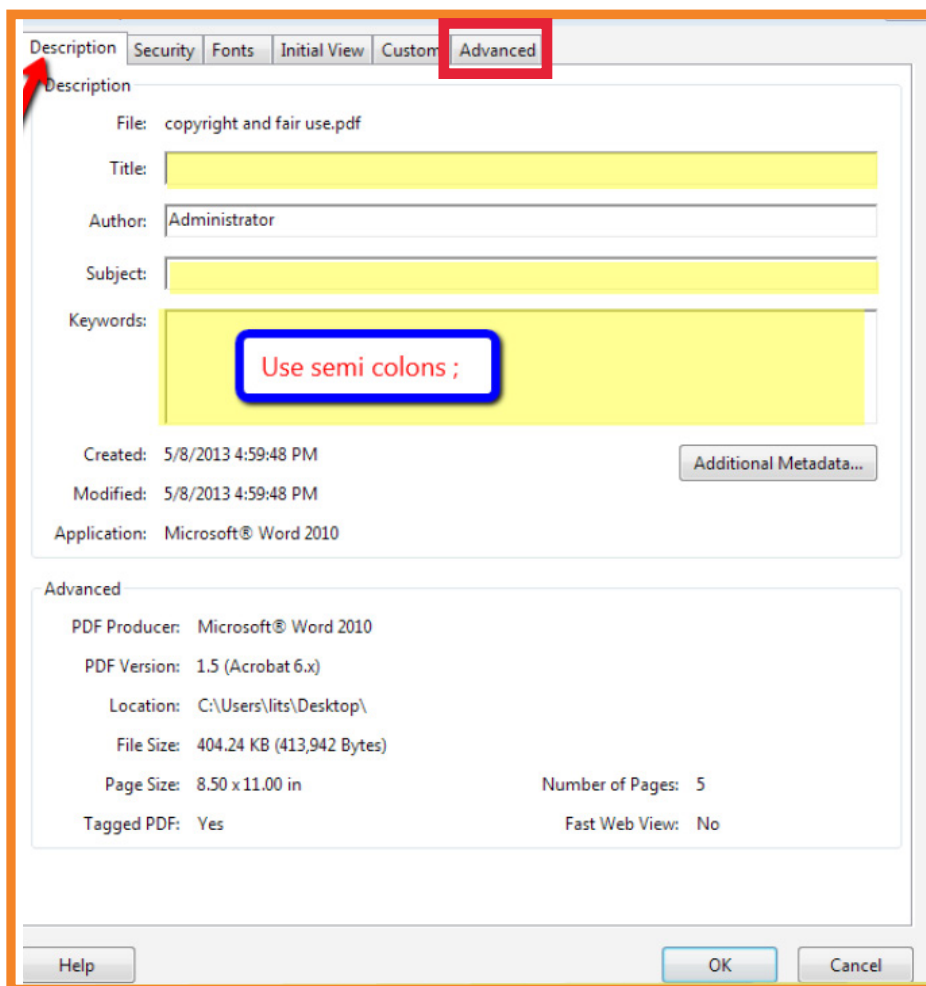 Description Security Fonts Initial View Custom Advanced
Description
File: copyright and fair use.pdf
Title:
Author: Administrator
Subject:
Keywords:
Use semi colons ;
Created: 5/8/2013 4:59:48 PM
Additional Metadata...
Modified: 5/8/2013 4:59:48 PM
Application: Microsoft® Word 2010
Advanced
PDF Producer: Microsoft® Word 2010
PDF Version: 1.5 (Acrobat 6.x)
Location: C:\Users\lits\Desktop\
File Size: 404.24 KB (413,942 Bytes)
Page Size: 8.50 x 11.00 in Number of Pages: 5
Tagged PDF: Yes Fast Web View: No
Help OK Cancel